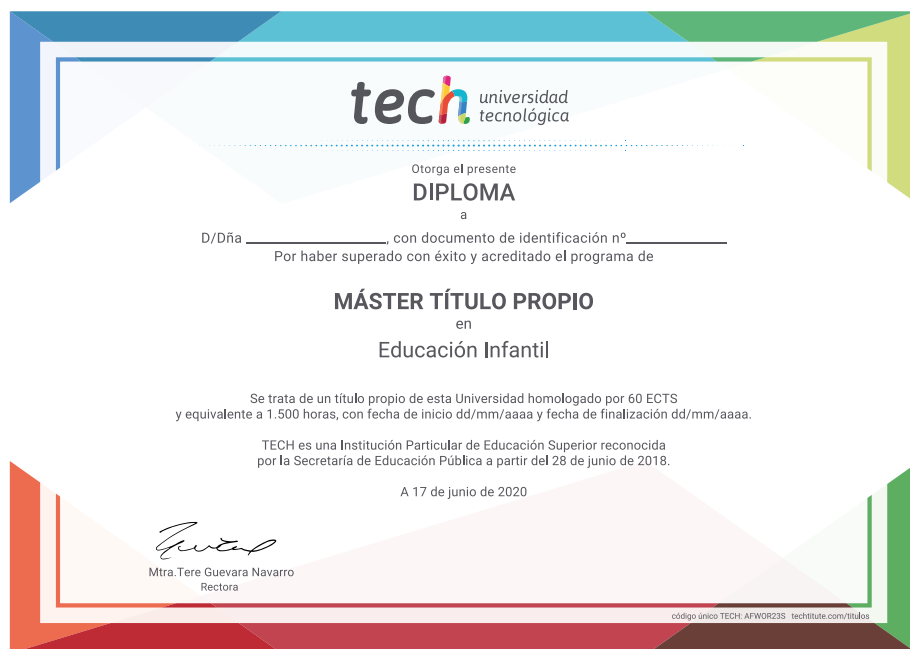 tech universidad
tecnológica
Otorga el presente
DIPLOMA
a
D/Dña ________________, con documento de identificación nº____________
Por haber superado con éxito y acreditado el programa de
MÁSTER TÍTULO PROPIO
en
Educación Infantil
Se trata de un título propio de esta Universidad homologado por 60 ECTS
y equivalente a 1.500 horas, con fecha de inicio dd/mm/aaaa y fecha de finalización dd/mm/aaaa.
TECH es una Institución Particular de Educación Superior reconocida
por la Secretaría de Educación Pública a partir del 28 de junio de 2018.
A 17 de junio de 2020
Mtra.Tere Guevara Navarro
Rectora
código único TECH: AFWOR23S techtitute.com/titulos